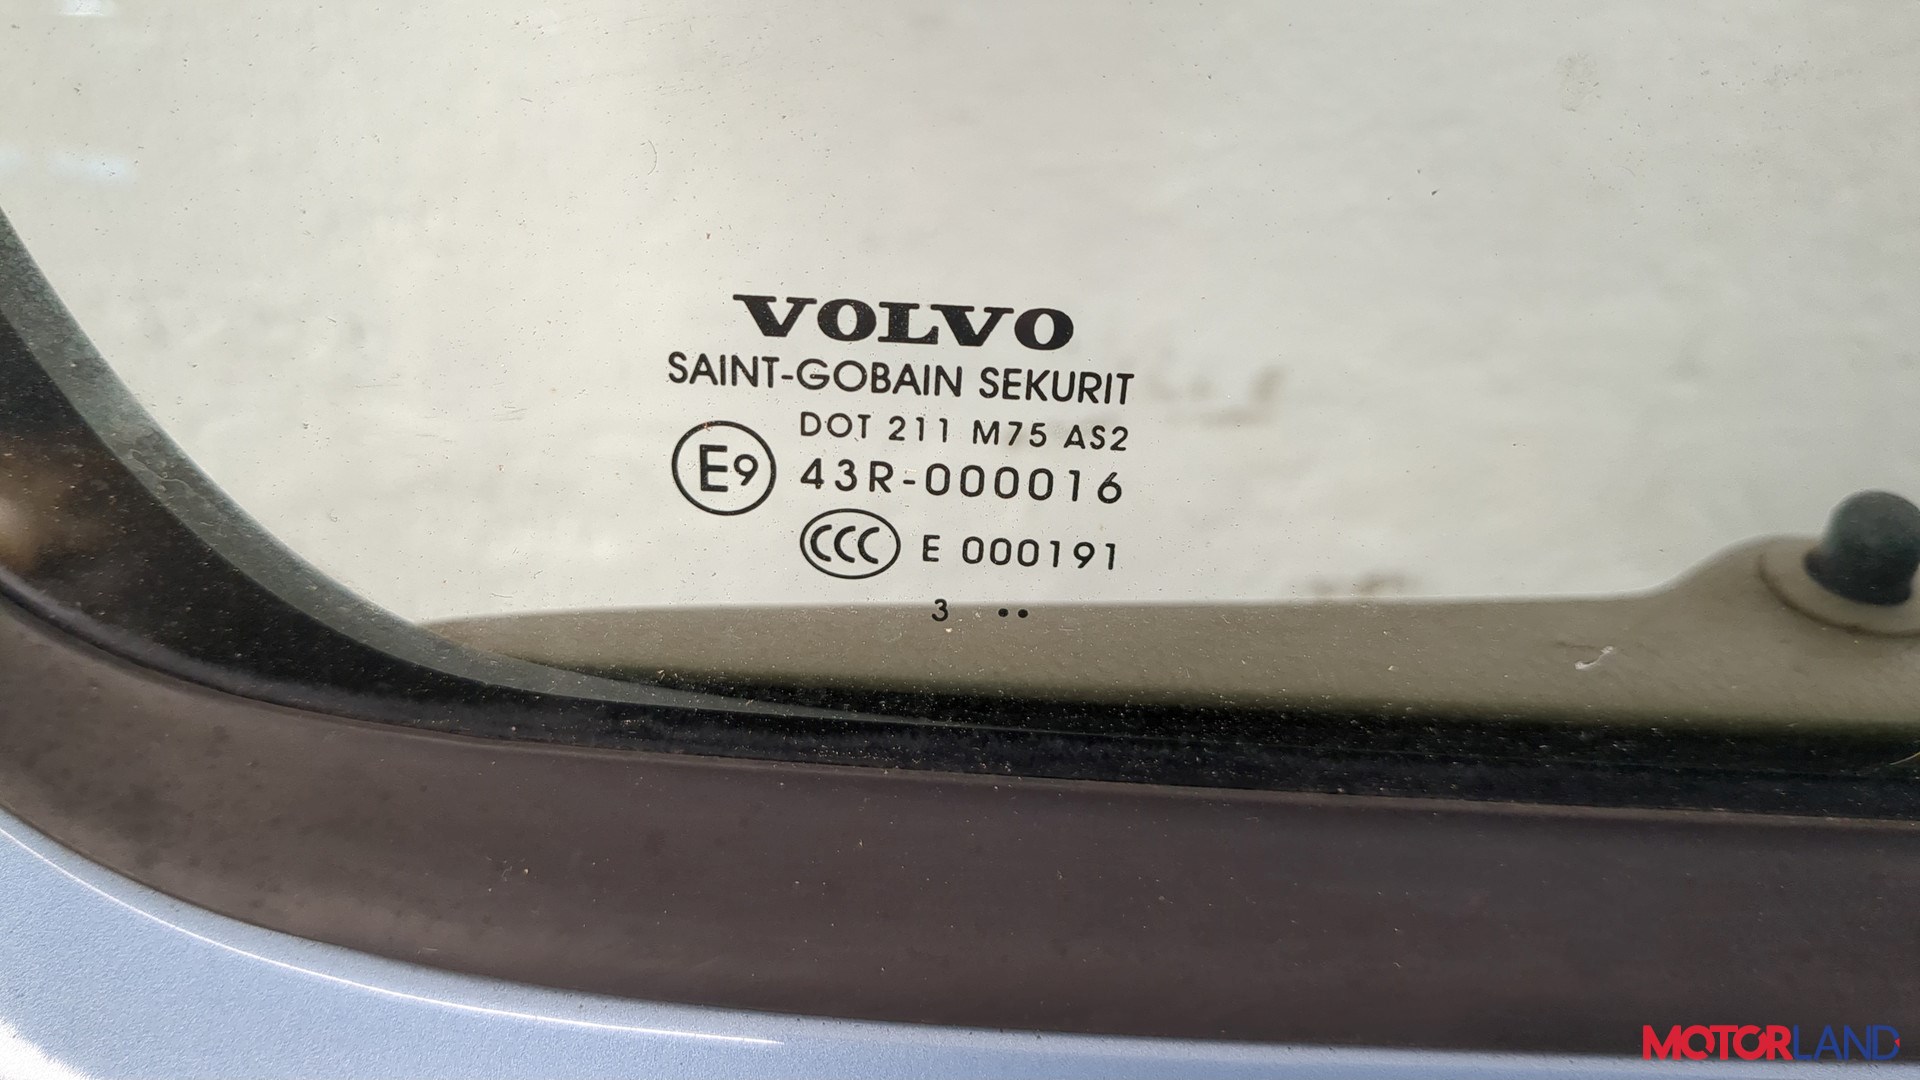 VOLVO
SAINT-GOBAIN SEKURIT
DOT 211 M75 AS2
E9 43R-000016
CCC E 000191
3 ••
MOTORLAND